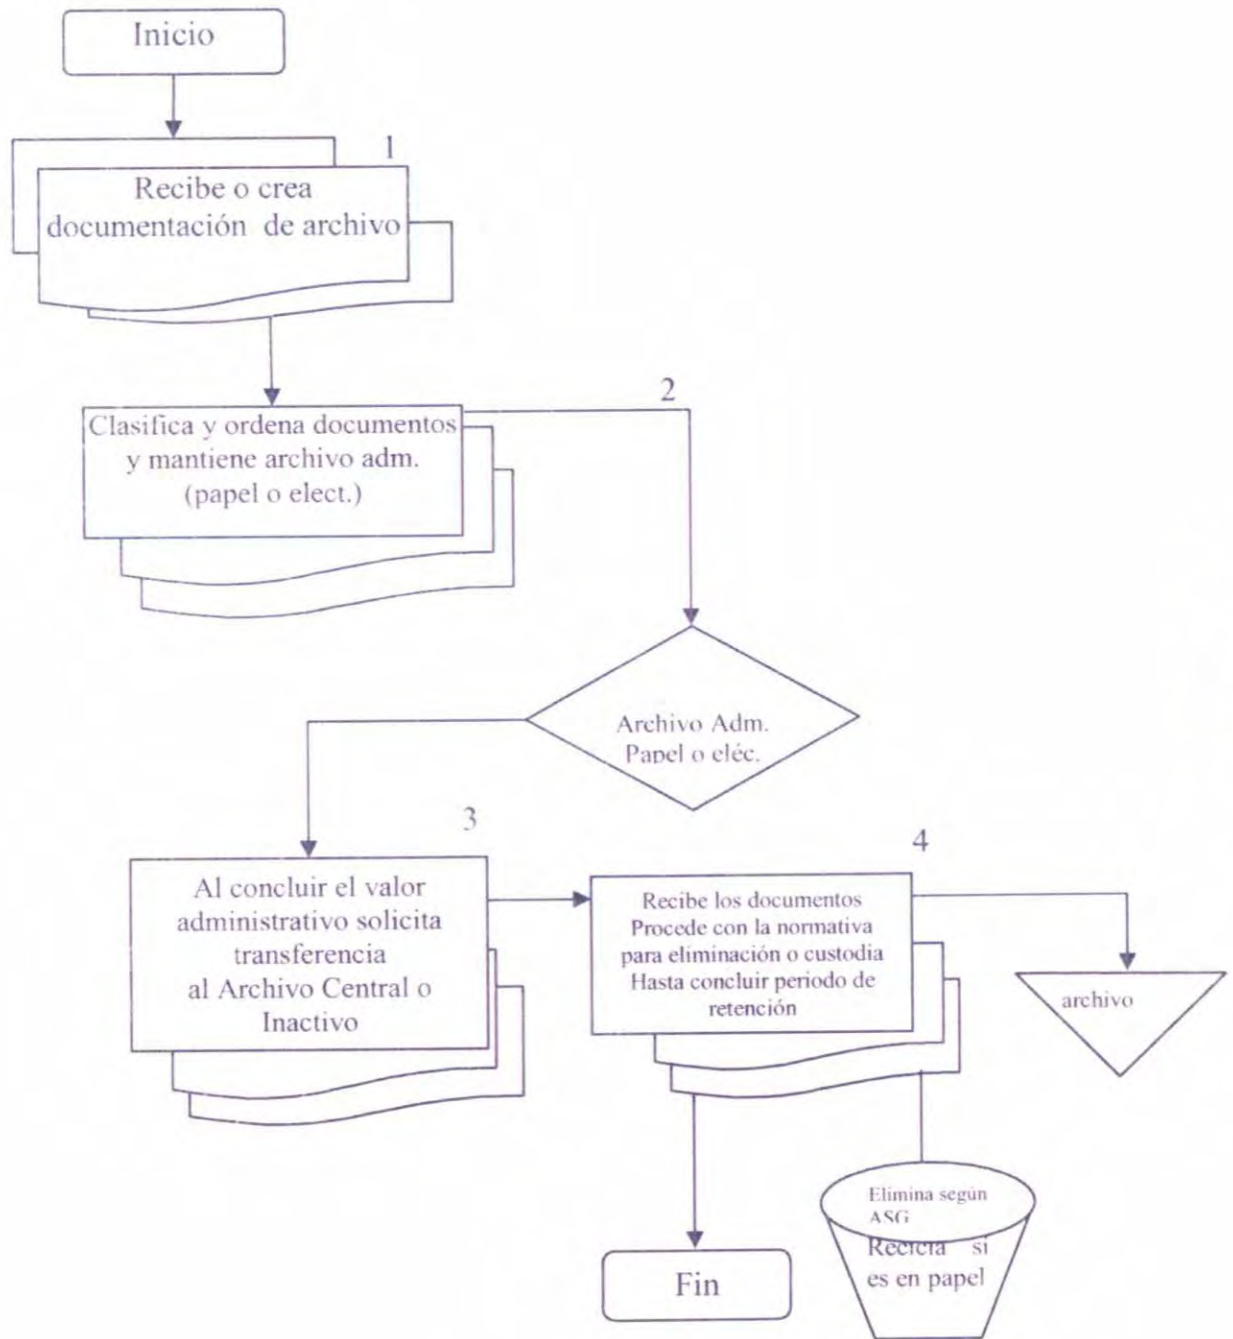 Inicio
1
Recibe o crea
documentación de archivo
2
Clasifica y ordena documentos
y mantiene archivo adm.
(papel o elect.)
Archivo Adm.
Papel o eléc.
3
Al concluir el valor
administrativo solicita
transferencia
al Archivo Central o
Inactivo
4
Recibe los documentos
Procede con la normativa
para eliminación o custodia
Hasta concluir periodo de
retención
archivo
Elimina según
ASG
Recicla si
es en papel
Fin